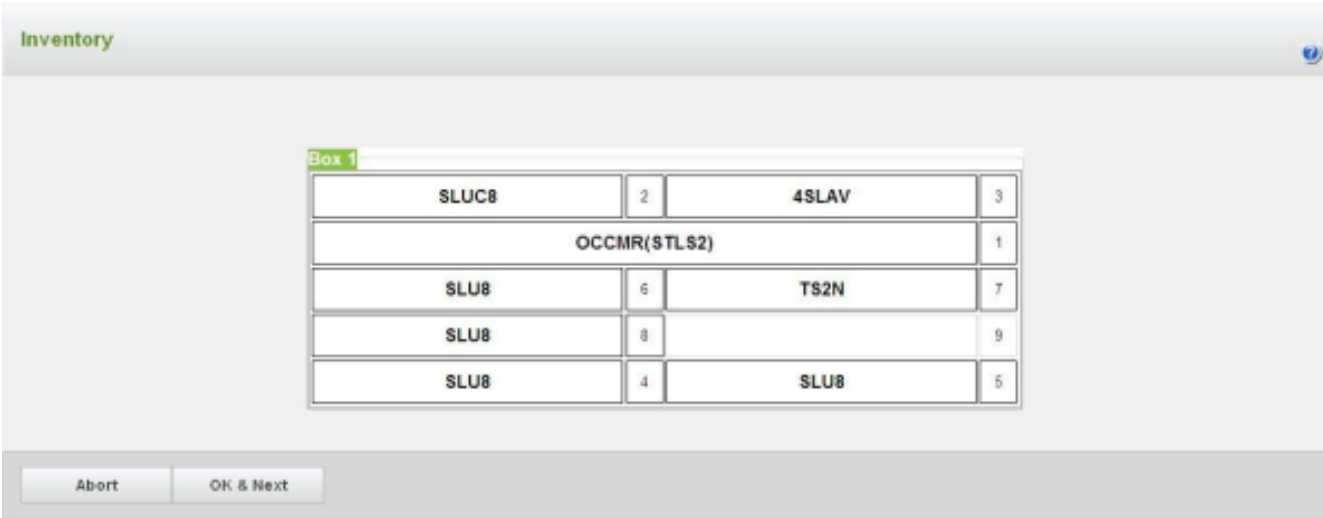 Inventory
?
Box 1
SLUC8 2 4SLAV 3
OCCMR(STLS2) 1
SLU8 6 TS2N 7
SLU8 8 9
SLU8 4 SLU8 5
Abort OK & Next